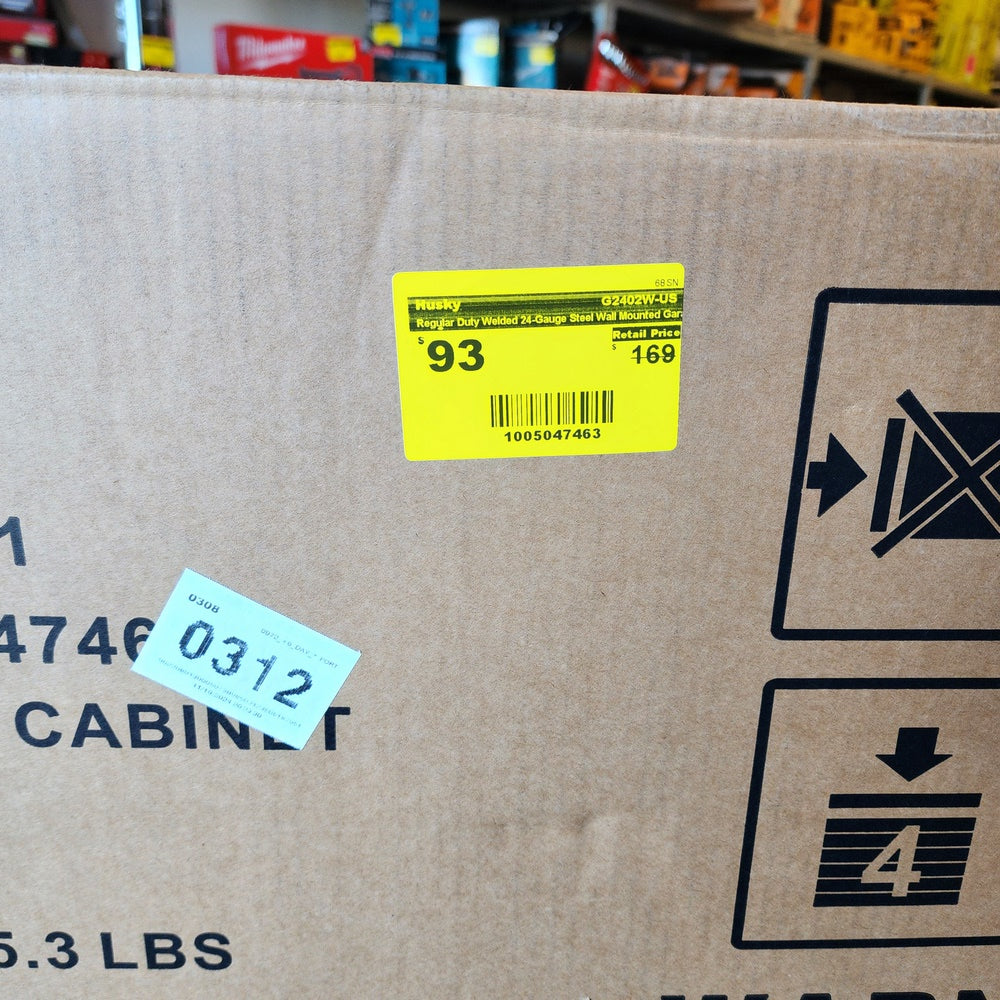 Milwaukee
68 SN
Husky G2402W-US
Regular Duty Welded 24-Gauge Steel Wall Mounted Gar
Retail Price
$ 93 $ 169
1005047463
1
4746
0308
0312
CABINET
4
5.3 LBS